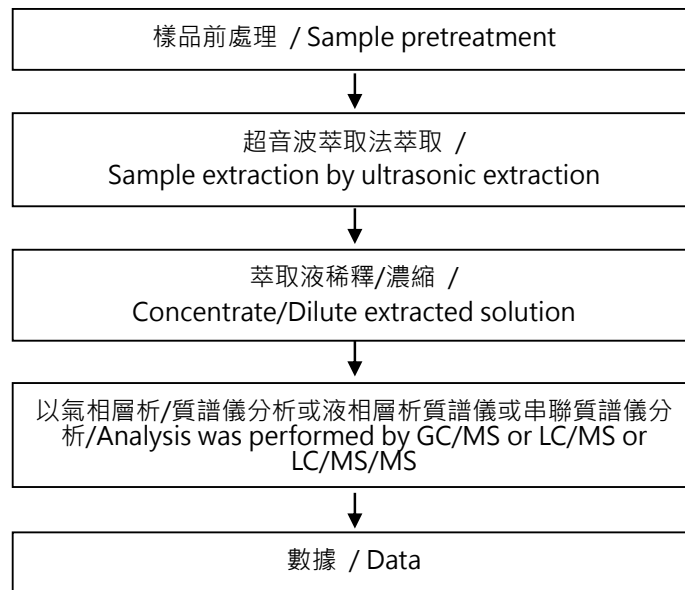 樣品前處理 / Sample pretreatment
超音波萃取法萃取 /
Sample extraction by ultrasonic extraction
萃取液稀釋/濃縮 /
Concentrate/Dilute extracted solution
以氣相層析/質譜儀分析或液相層析質譜儀或串聯質譜儀分
析/Analysis was performed by GC/MS or LC/MS or
LC/MS/MS
數據 / Data